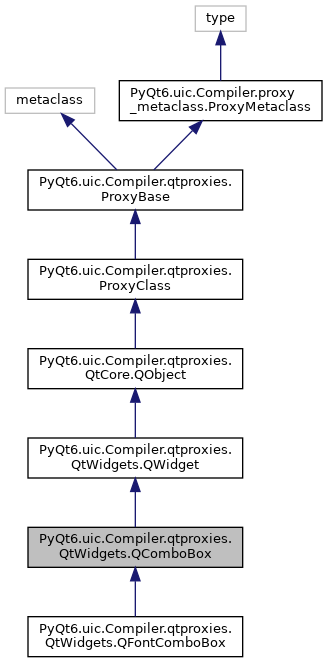 type
metaclass
PyQt6.uic.Compiler.proxy
_metaclass.ProxyMetaclass
PyQt6.uic.Compiler.qtproxies.
ProxyBase
PyQt6.uic.Compiler.qtproxies.
ProxyClass
PyQt6.uic.Compiler.qtproxies.
QtCore.QObject
PyQt6.uic.Compiler.qtproxies.
QtWidgets.QWidget
PyQt6.uic.Compiler.qtproxies.
QtWidgets.QComboBox
PyQt6.uic.Compiler.qtproxies.
QtWidgets.QFontComboBox